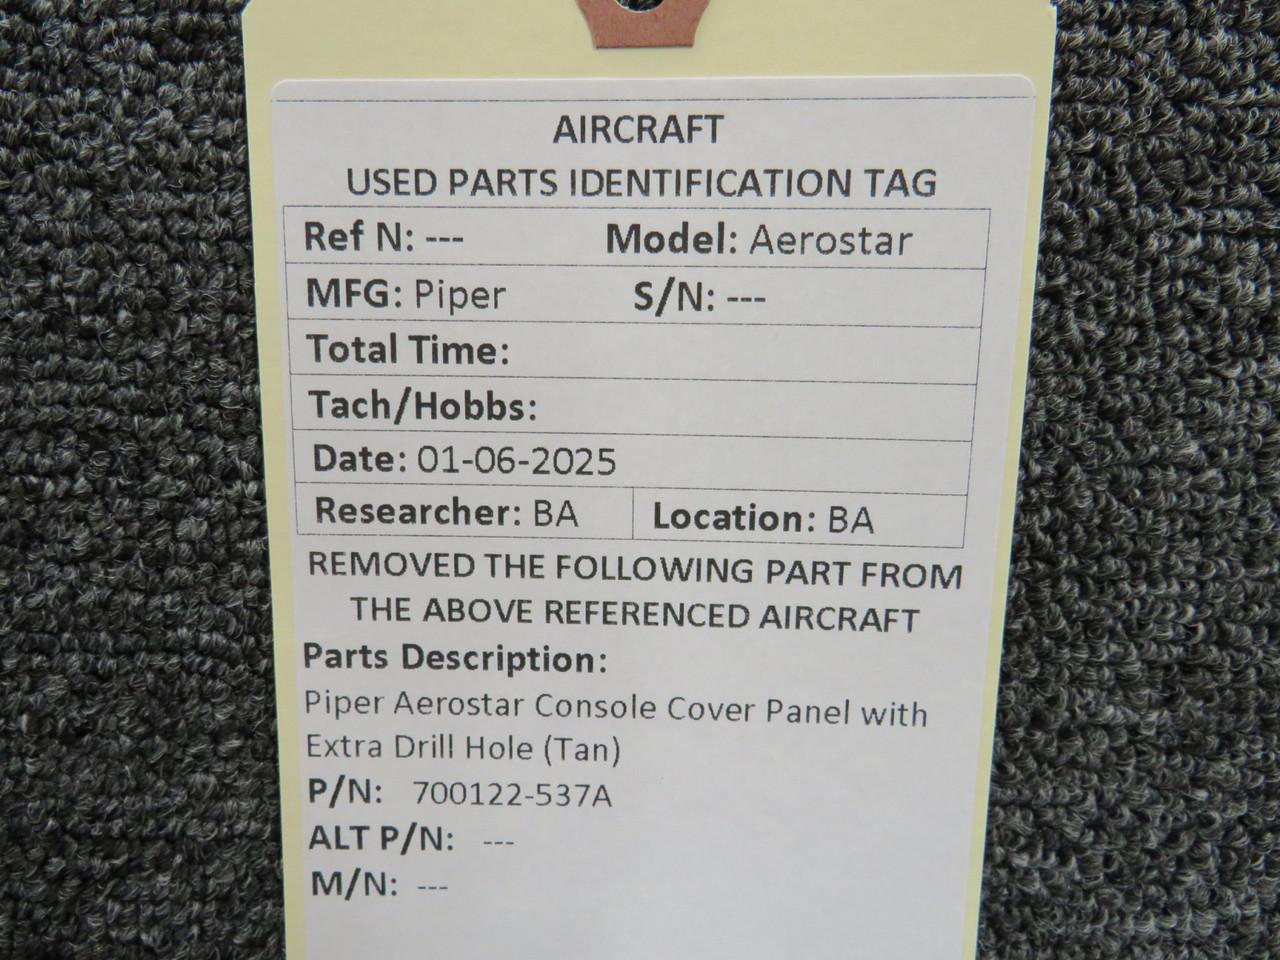 AIRCRAFT
USED PARTS IDENTIFICATION TAG
Ref N: --- Model: Aerostar
MFG: Piper S/N: ---
Total Time:
Tach/Hobbs:
Date: 01-06-2025
Researcher: BA Location: BA
REMOVED THE FOLLOWING PART FROM
THE ABOVE REFERENCED AIRCRAFT
Parts Description:
Piper Aerostar Console Cover Panel with
Extra Drill Hole (Tan)
P/N: 700122-537A
ALT P/N: ---
M/N: ---